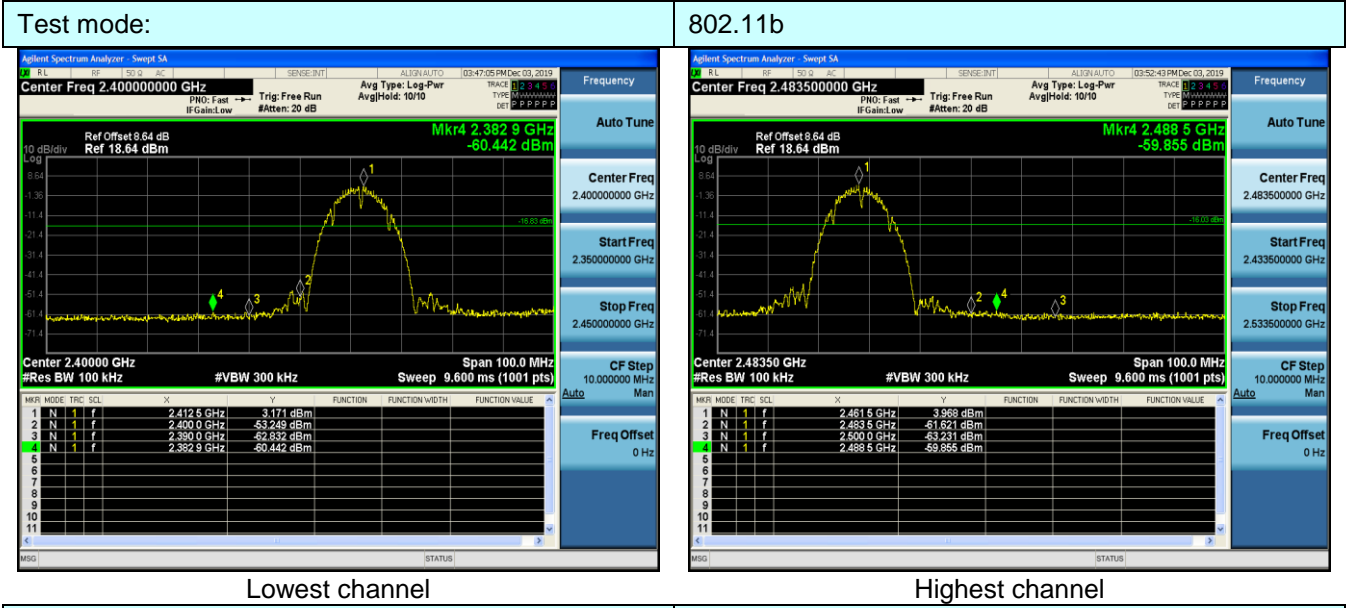 Test mode:
802.11b
Agilent Spectrum Analyzer - Swept SA
RL RF 50 Ω AC SENSE:INT ALIGN AUTO 03:47:05 PM Dec 03, 2019
Center Freq 2.400000000 GHz
PNO: Fast
IFGain:Low
Trig: Free Run
#Atten: 20 dB
Avg Type: Log-Pwr
Avg|Hold: 10/10
TRACE 1 2 3 4 5 6
TYPE M
DET P P P P P P
Ref Offset 8.64 dB
10 dB/div Ref 18.64 dBm
Log
Mkr4 2.382 9 GHz
-60.442 dBm
8.64
-1.36
-11.4
-21.4
-31.4
-41.4
-51.4
-61.4
-71.4
-16.83 dBm
1
2
3
4
Center 2.40000 GHz Span 100.0 MHz
#Res BW 100 kHz #VBW 300 kHz Sweep 9.600 ms (1001 pts)
MKR MODE TRC SCL X Y FUNCTION FUNCTION WIDTH FUNCTION VALUE
1 N 1 f 2.412 5 GHz 3.171 dBm
2 N 1 f 2.400 0 GHz -53.249 dBm
3 N 1 f 2.390 0 GHz -62.832 dBm
4 N 1 f 2.382 9 GHz -60.442 dBm
5
6
7
8
9
10
11
MSG STATUS
Frequency
Auto Tune
Center Freq
2.400000000 GHz
Start Freq
2.350000000 GHz
Stop Freq
2.450000000 GHz
CF Step
10.000000 MHz
Auto Man
Freq Offset
0 Hz
Lowest channel
Agilent Spectrum Analyzer - Swept SA
RL RF 50 Ω AC SENSE:INT ALIGN AUTO 03:52:43 PM Dec 03, 2019
Center Freq 2.483500000 GHz
PNO: Fast
IFGain:Low
Trig: Free Run
#Atten: 20 dB
Avg Type: Log-Pwr
Avg|Hold: 10/10
TRACE 1 2 3 4 5 6
TYPE M
DET P P P P P P
Ref Offset 8.64 dB
10 dB/div Ref 18.64 dBm
Log
Mkr4 2.488 5 GHz
-59.855 dBm
8.64
-1.36
-11.4
-21.4
-31.4
-41.4
-51.4
-61.4
-71.4
-16.03 dBm
1
2
4
3
Center 2.48350 GHz Span 100.0 MHz
#Res BW 100 kHz #VBW 300 kHz Sweep 9.600 ms (1001 pts)
MKR MODE TRC SCL X Y FUNCTION FUNCTION WIDTH FUNCTION VALUE
1 N 1 f 2.461 5 GHz 3.968 dBm
2 N 1 f 2.483 5 GHz -61.621 dBm
3 N 1 f 2.500 0 GHz -63.231 dBm
4 N 1 f 2.488 5 GHz -59.855 dBm
5
6
7
8
9
10
11
MSG STATUS
Frequency
Auto Tune
Center Freq
2.483500000 GHz
Start Freq
2.433500000 GHz
Stop Freq
2.533500000 GHz
CF Step
10.000000 MHz
Auto Man
Freq Offset
0 Hz
Highest channel